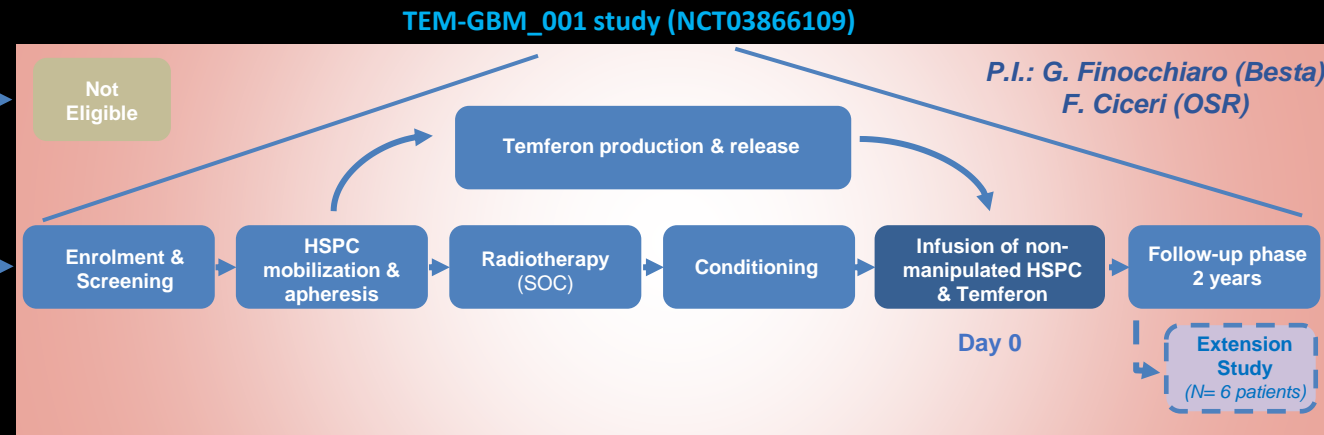 TEM-GBM_001 study (NCT03866109)
P.I.: G. Finocchiaro (Besta)
F. Ciceri (OSR)
Not
Eligible
Temferon production & release
Enrolment &
Screening
HSPC
mobilization &
apheresis
Radiotherapy
(SOC)
Conditioning
Infusion of non-
manipulated HSPC
& Temferon
Follow-up phase
2 years
Day 0
Extension
Study
(N= 6 patients)